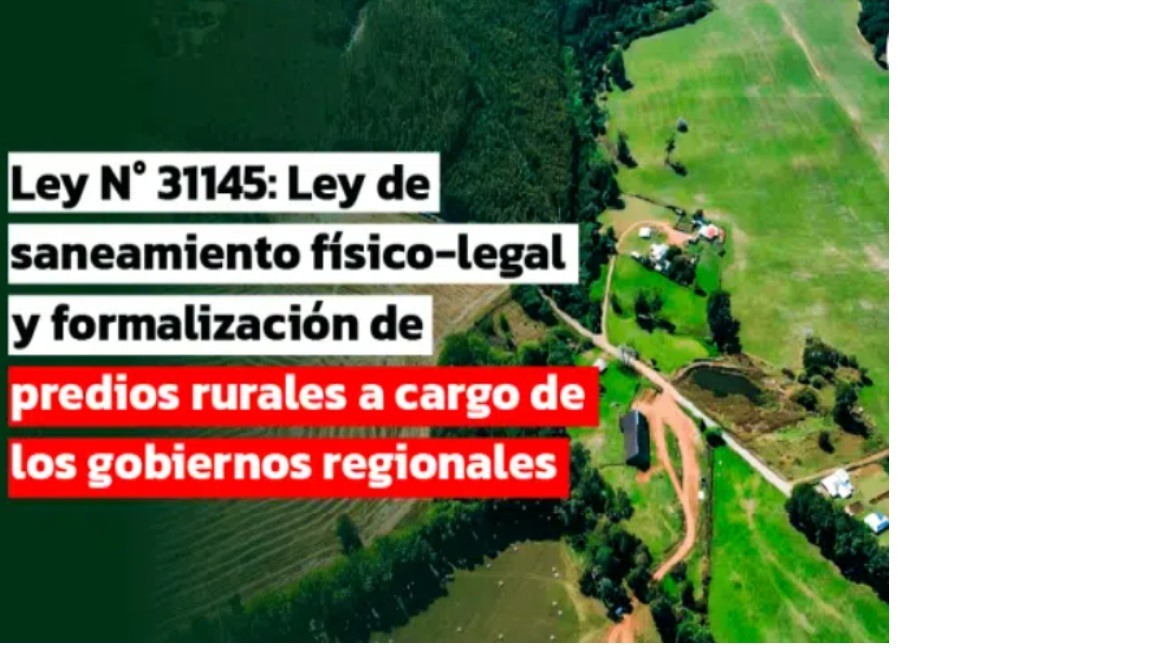 Ley N° 31145: Ley de
saneamiento físico-legal
y formalización de
predios rurales a cargo de
los gobiernos regionales